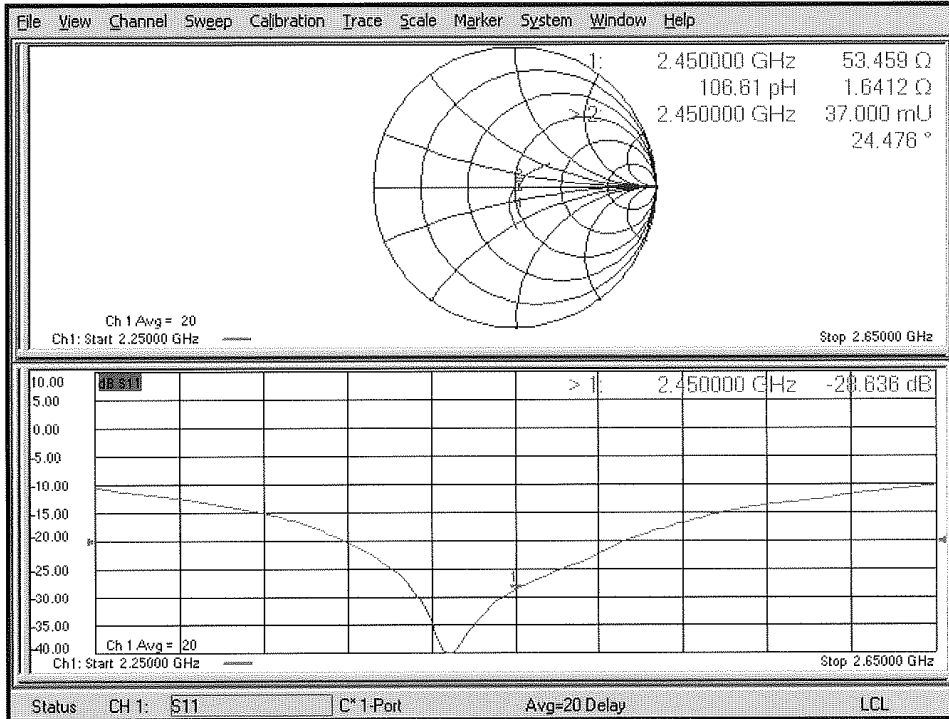 File View Channel Sweep Calibration Trace Scale Marker System Window Help
1: 2.450000 GHz 53.459 Ω
106.61 pH 1.6412 Ω
> 2: 2.450000 GHz 37.000 mU
24.476 °
Ch 1 Avg = 20
Ch1: Start 2.25000 GHz Stop 2.65000 GHz
10.00 dB S11 > 1: 2.450000 GHz -28.636 dB
5.00
0.00
-5.00
-10.00
-15.00
-20.00
-25.00
1
-30.00
-35.00
-40.00 Ch 1 Avg = 20
Ch1: Start 2.25000 GHz Stop 2.65000 GHz
Status CH 1: S11 C* 1-Port Avg=20 Delay LCL